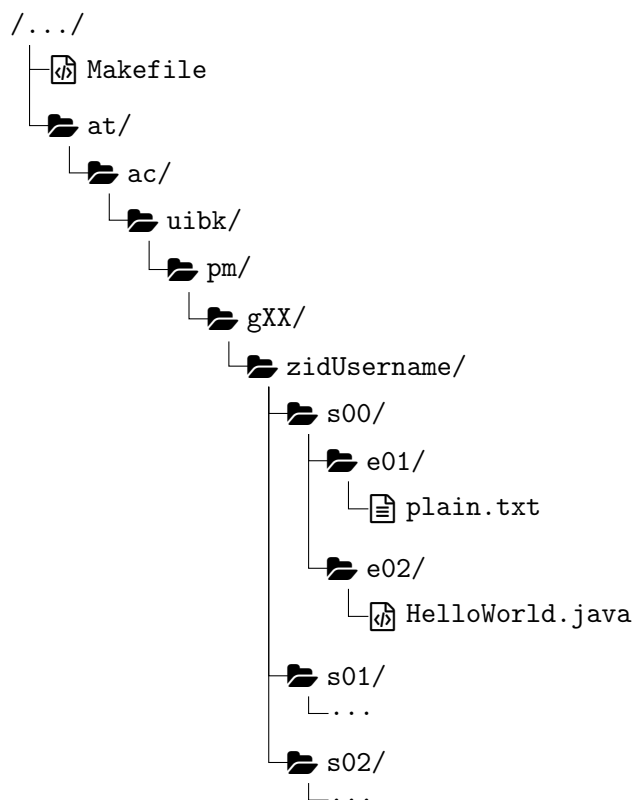 /.../
Makefile
at/
ac/
uibk/
pm/
gXX/
zidUsername/
s00/
e01/
plain.txt
e02/
HelloWorld.java
s01/
...
s02/
...